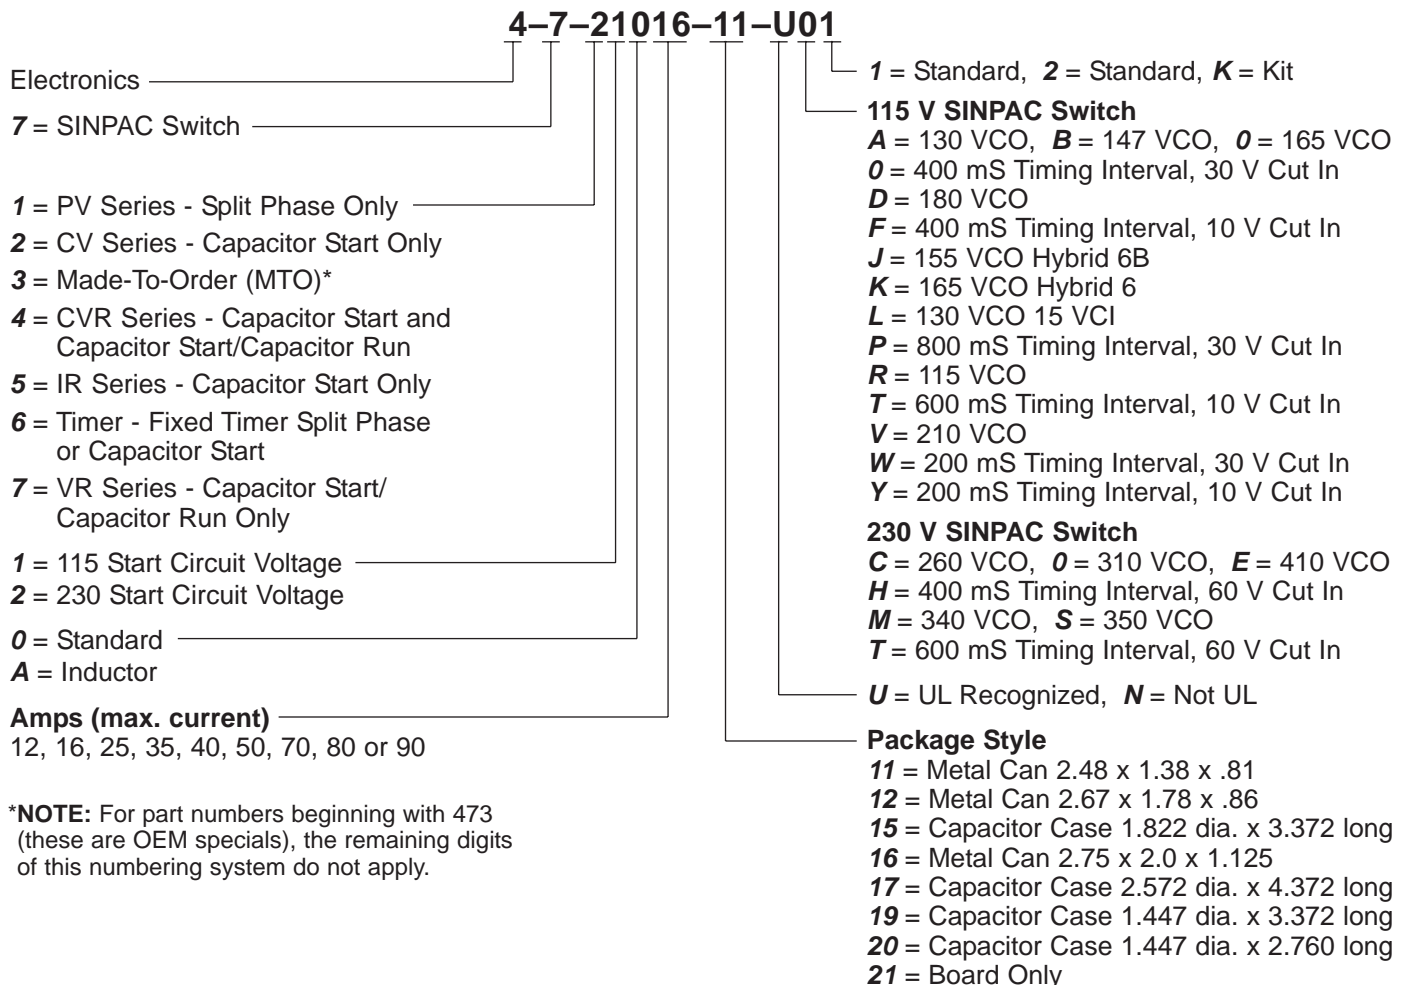 4–7–21016–11–U01
Electronics
7 = SINPAC Switch
1 = PV Series - Split Phase Only
2 = CV Series - Capacitor Start Only
3 = Made-To-Order (MTO)*
4 = CVR Series - Capacitor Start and
Capacitor Start/Capacitor Run
5 = IR Series - Capacitor Start Only
6 = Timer - Fixed Timer Split Phase
or Capacitor Start
7 = VR Series - Capacitor Start/
Capacitor Run Only
1 = 115 Start Circuit Voltage
2 = 230 Start Circuit Voltage
0 = Standard
A = Inductor
Amps (max. current)
12, 16, 25, 35, 40, 50, 70, 80 or 90
*NOTE: For part numbers beginning with 473
(these are OEM specials), the remaining digits
of this numbering system do not apply.
1 = Standard, 2 = Standard, K = Kit
115 V SINPAC Switch
A = 130 VCO, B = 147 VCO, 0 = 165 VCO
0 = 400 mS Timing Interval, 30 V Cut In
D = 180 VCO
F = 400 mS Timing Interval, 10 V Cut In
J = 155 VCO Hybrid 6B
K = 165 VCO Hybrid 6
L = 130 VCO 15 VCI
P = 800 mS Timing Interval, 30 V Cut In
R = 115 VCO
T = 600 mS Timing Interval, 10 V Cut In
V = 210 VCO
W = 200 mS Timing Interval, 30 V Cut In
Y = 200 mS Timing Interval, 10 V Cut In
230 V SINPAC Switch
C = 260 VCO, 0 = 310 VCO, E = 410 VCO
H = 400 mS Timing Interval, 60 V Cut In
M = 340 VCO, S = 350 VCO
T = 600 mS Timing Interval, 60 V Cut In
U = UL Recognized, N = Not UL
Package Style
11 = Metal Can 2.48 x 1.38 x .81
12 = Metal Can 2.67 x 1.78 x .86
15 = Capacitor Case 1.822 dia. x 3.372 long
16 = Metal Can 2.75 x 2.0 x 1.125
17 = Capacitor Case 2.572 dia. x 4.372 long
19 = Capacitor Case 1.447 dia. x 3.372 long
20 = Capacitor Case 1.447 dia. x 2.760 long
21 = Board Only